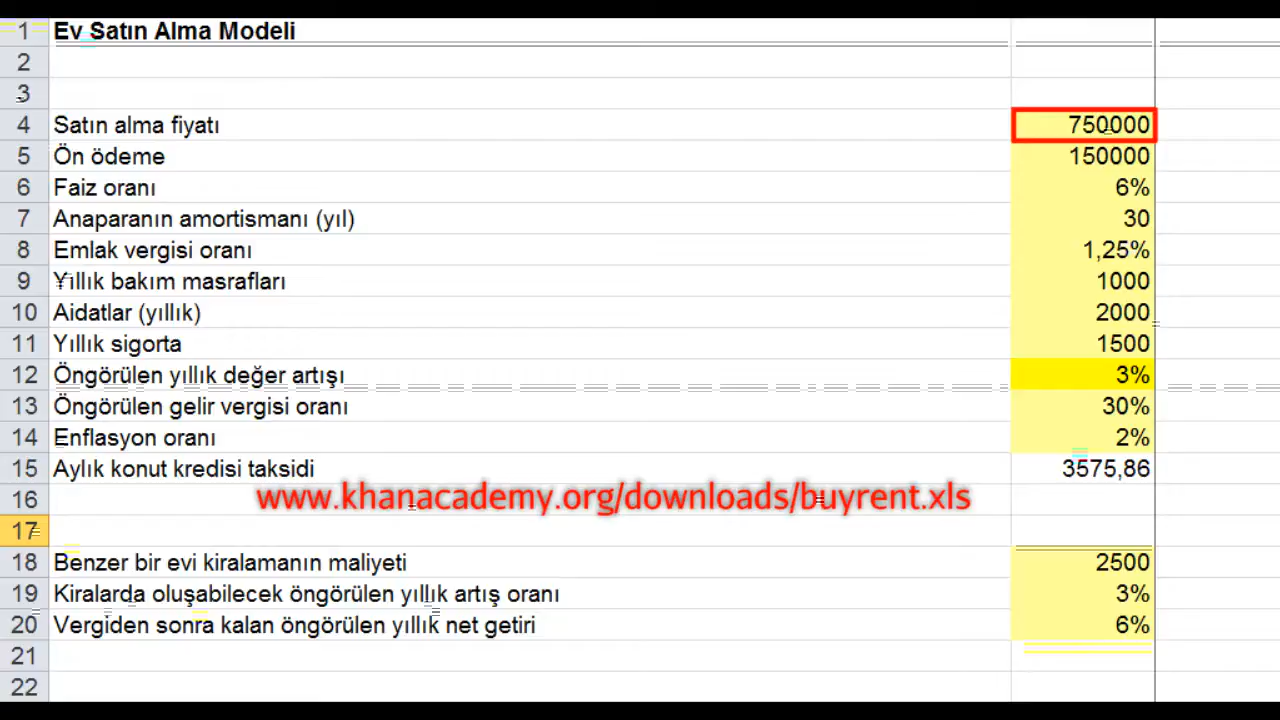 1 Ev Satın Alma Modeli
2
3
4 Satın alma fiyatı 750000
5 Ön ödeme 150000
6 Faiz oranı 6%
7 Anaparanın amortismanı (yıl) 30
8 Emlak vergisi oranı 1,25%
9 Yıllık bakım masrafları 1000
10 Aidatlar (yıllık) 2000
11 Yıllık sigorta 1500
12 Öngörülen yıllık değer artışı 3%
13 Öngörülen gelir vergisi oranı 30%
14 Enflasyon oranı 2%
15 Aylık konut kredisi taksidi 3575,86
16 www.khanacademy.org/downloads/buyrent.xls
17
18 Benzer bir evi kiralamanın maliyeti 2500
19 Kiralarda oluşabilecek öngörülen yıllık artış oranı 3%
20 Vergiden sonra kalan öngörülen yıllık net getiri 6%
21
22